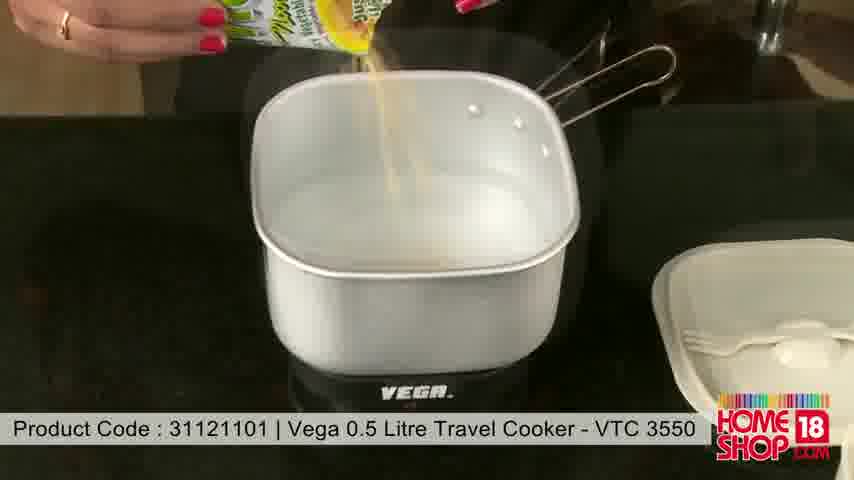 VEGA.
Product Code : 31121101 | Vega 0.5 Litre Travel Cooker - VTC 3550
HOME
SHOP 18
.COM